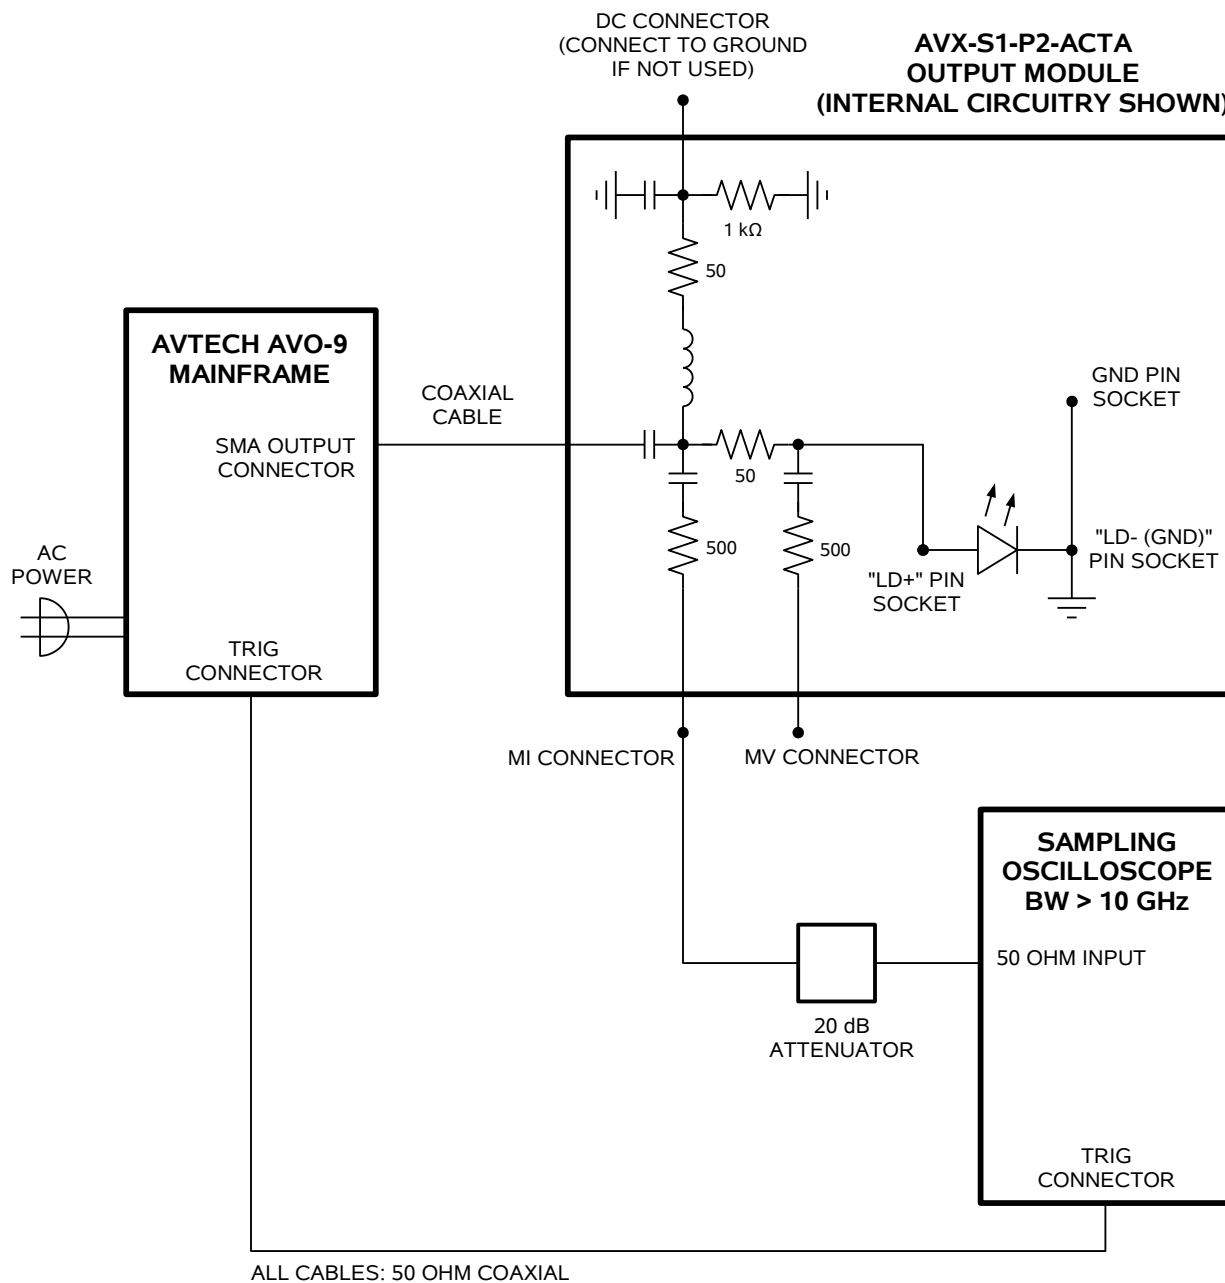 DC CONNECTOR
(CONNECT TO GROUND
IF NOT USED)
AVX-S1-P2-ACTA
OUTPUT MODULE
(INTERNAL CIRCUITRY SHOWN)
1 kΩ
50
AVTECH AVO-9
MAINFRAME
SMA OUTPUT
CONNECTOR
COAXIAL
CABLE
50
500
500
GND PIN
SOCKET
"LD+" PIN
SOCKET
"LD- (GND)"
PIN SOCKET
AC
POWER
TRIG
CONNECTOR
MI CONNECTOR
MV CONNECTOR
SAMPLING
OSCILLOSCOPE
BW > 10 GHz
50 OHM INPUT
20 dB
ATTENUATOR
TRIG
CONNECTOR
ALL CABLES: 50 OHM COAXIAL